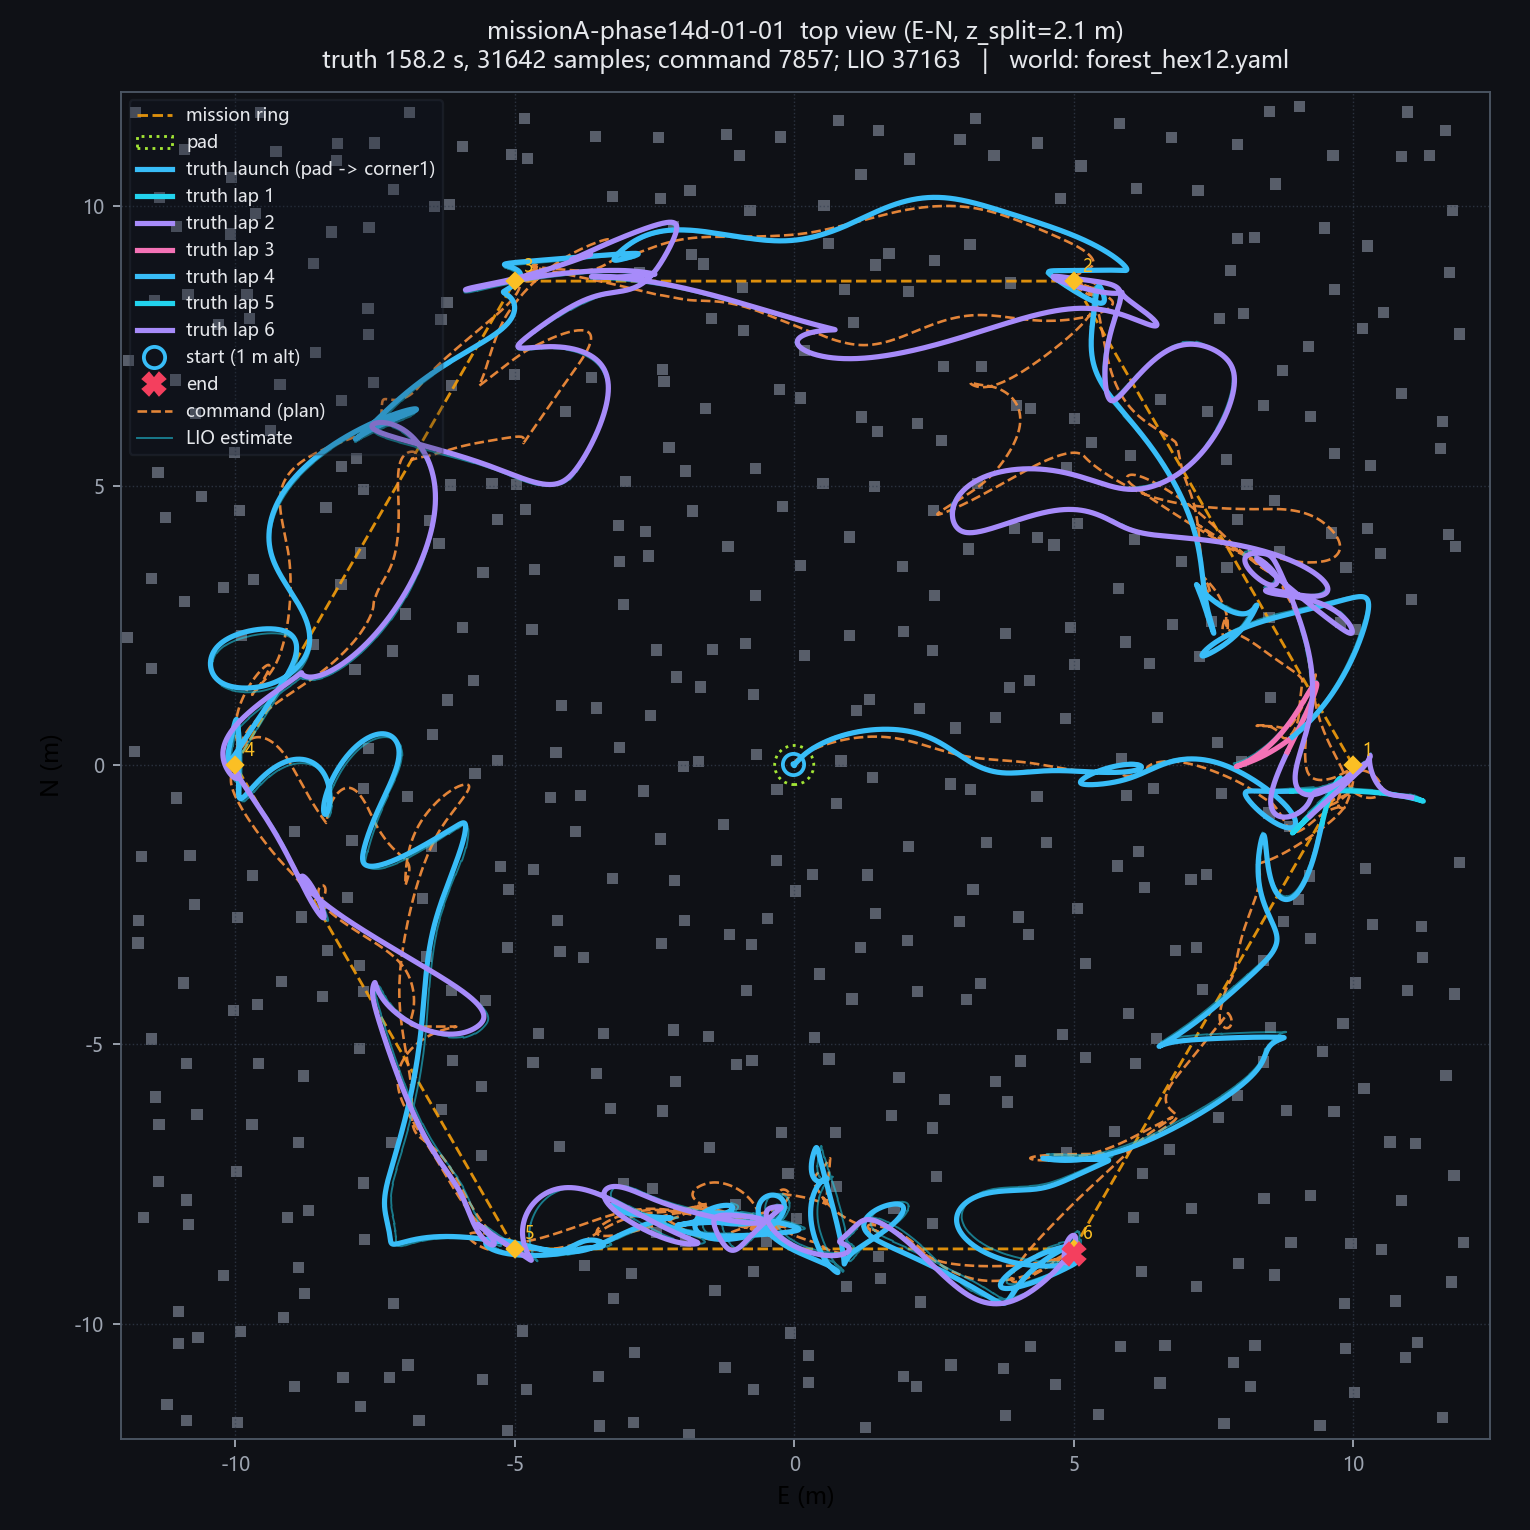 missionA-phase14d-01-01  top view (E-N, z_split=2.1 m)
truth 158.2 s, 31642 samples; command 7857; LIO 37163   |   world: forest_hex12.yaml
mission ring
pad
truth launch (pad -> corner1)
truth lap 1
truth lap 2
truth lap 3
truth lap 4
truth lap 5
truth lap 6
start (1 m alt)
end
command (plan)
LIO estimate
10
5
0
-5
-10
N (m)
3
2
4
1
5
6
-10
-5
0
5
10
E (m)